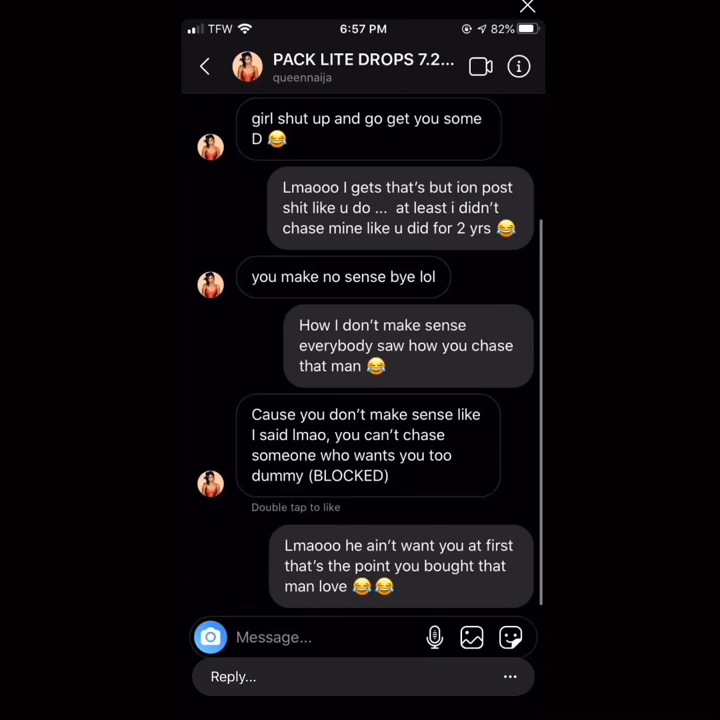 TFW 6:57 PM 82%
PACK LITE DROPS 7.2...
queennaija
girl shut up and go get you some
D 😂
Lmaooo I gets that's but ion post
shit like u do ... at least i didn't
chase mine like u did for 2 yrs 😂
you make no sense bye lol
How I don't make sense
everybody saw how you chase
that man 😂
Cause you don't make sense like
I said lmao, you can't chase
someone who wants you too
dummy (BLOCKED)
Double tap to like
Lmaooo he ain't want you at first
that's the point you bought that
man love 😂😂
Message...
Reply...